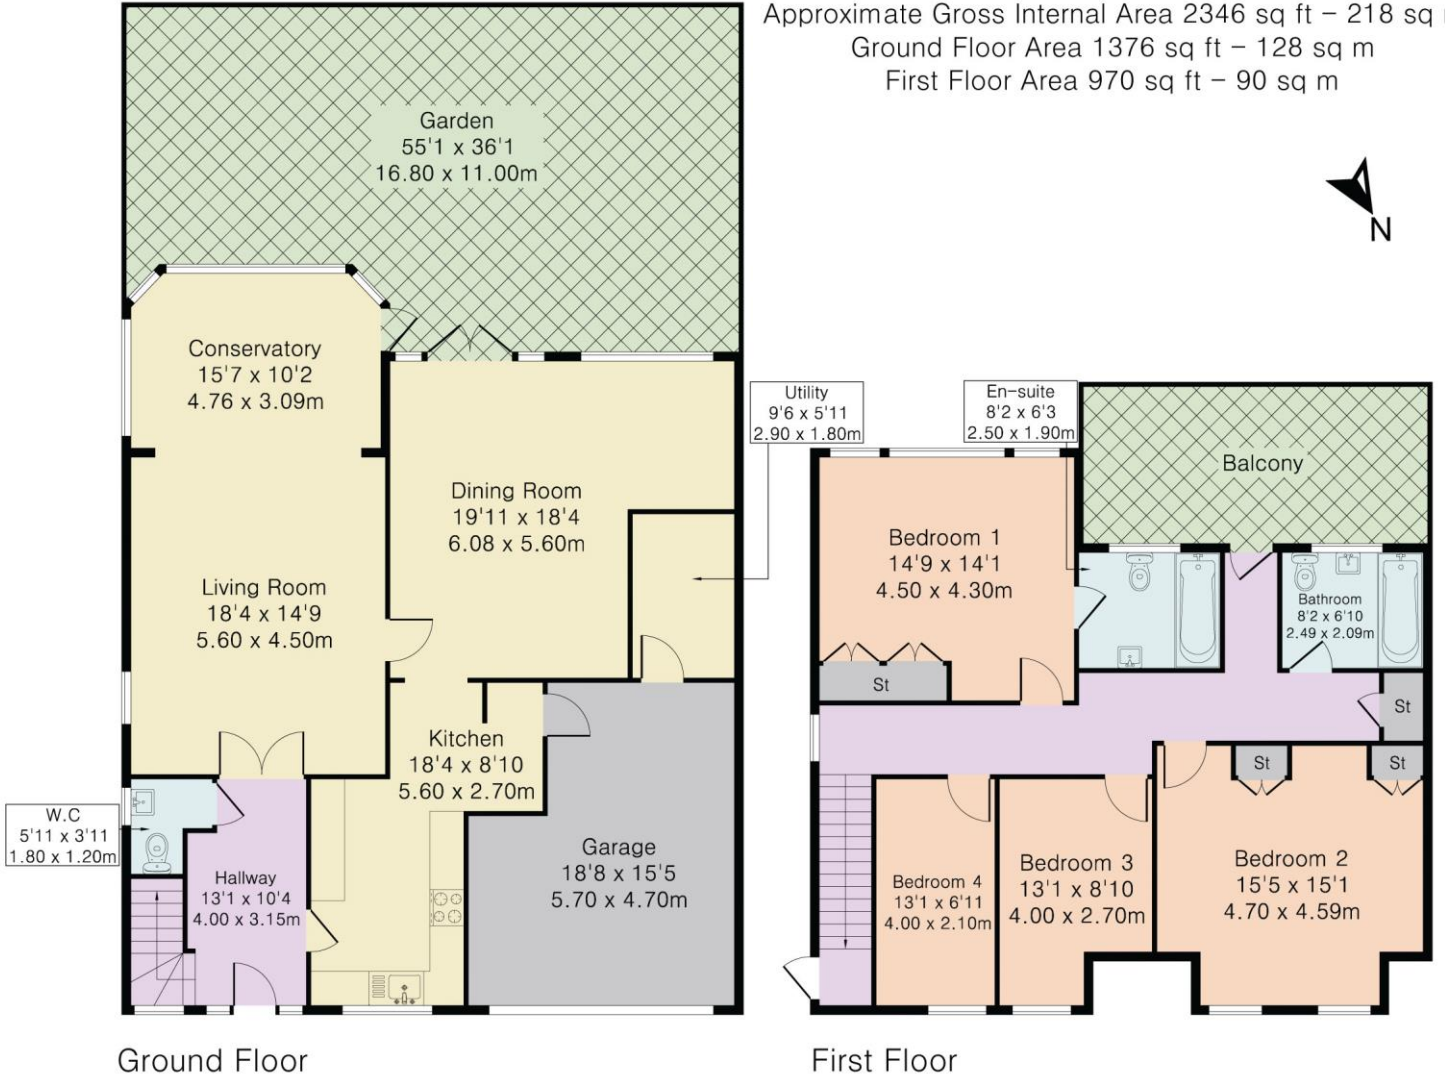 Approximate Gross Internal Area 2346 sq ft – 218 sq
Ground Floor Area 1376 sq ft – 128 sq m
First Floor Area 970 sq ft – 90 sq m
N
Garden
55'1 x 36'1
16.80 x 11.00m
Conservatory
15'7 x 10'2
4.76 x 3.09m
Dining Room
19'11 x 18'4
6.08 x 5.60m
Utility
9'6 x 5'11
2.90 x 1.80m
Living Room
18'4 x 14'9
5.60 x 4.50m
Kitchen
18'4 x 8'10
5.60 x 2.70m
W.C
5'11 x 3'11
1.80 x 1.20m
Hallway
13'1 x 10'4
4.00 x 3.15m
Garage
18'8 x 15'5
5.70 x 4.70m
Ground Floor
En-suite
8'2 x 6'3
2.50 x 1.90m
Balcony
Bedroom 1
14'9 x 14'1
4.50 x 4.30m
Bathroom
8'2 x 6'10
2.49 x 2.09m
St
St
St
St
Bedroom 4
13'1 x 6'11
4.00 x 2.10m
Bedroom 3
13'1 x 8'10
4.00 x 2.70m
Bedroom 2
15'5 x 15'1
4.70 x 4.59m
First Floor